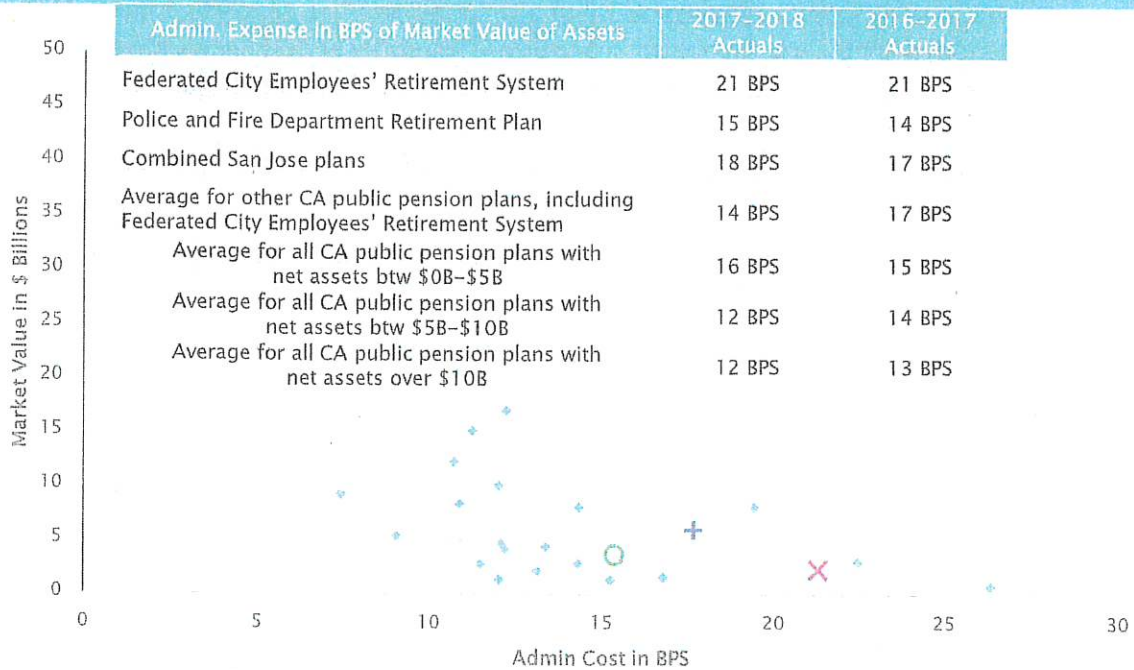 Admin. Expense in BPS of Market Value of Assets 2017-2018 Actuals 2016-2017 Actuals
Federated City Employees' Retirement System 21 BPS 21 BPS
Police and Fire Department Retirement Plan 15 BPS 14 BPS
Combined San Jose plans 18 BPS 17 BPS
Average for other CA public pension plans, including
Federated City Employees' Retirement System 14 BPS 17 BPS
Average for all CA public pension plans with
net assets btw $0B–$5B 16 BPS 15 BPS
Average for all CA public pension plans with
net assets btw $5B–$10B 12 BPS 14 BPS
Average for all CA public pension plans with
net assets over $10B 12 BPS 13 BPS
Market Value in $ Billions
50
45
40
35
30
25
20
15
10
5
0
0 5 10 15 20 25 30
Admin Cost in BPS